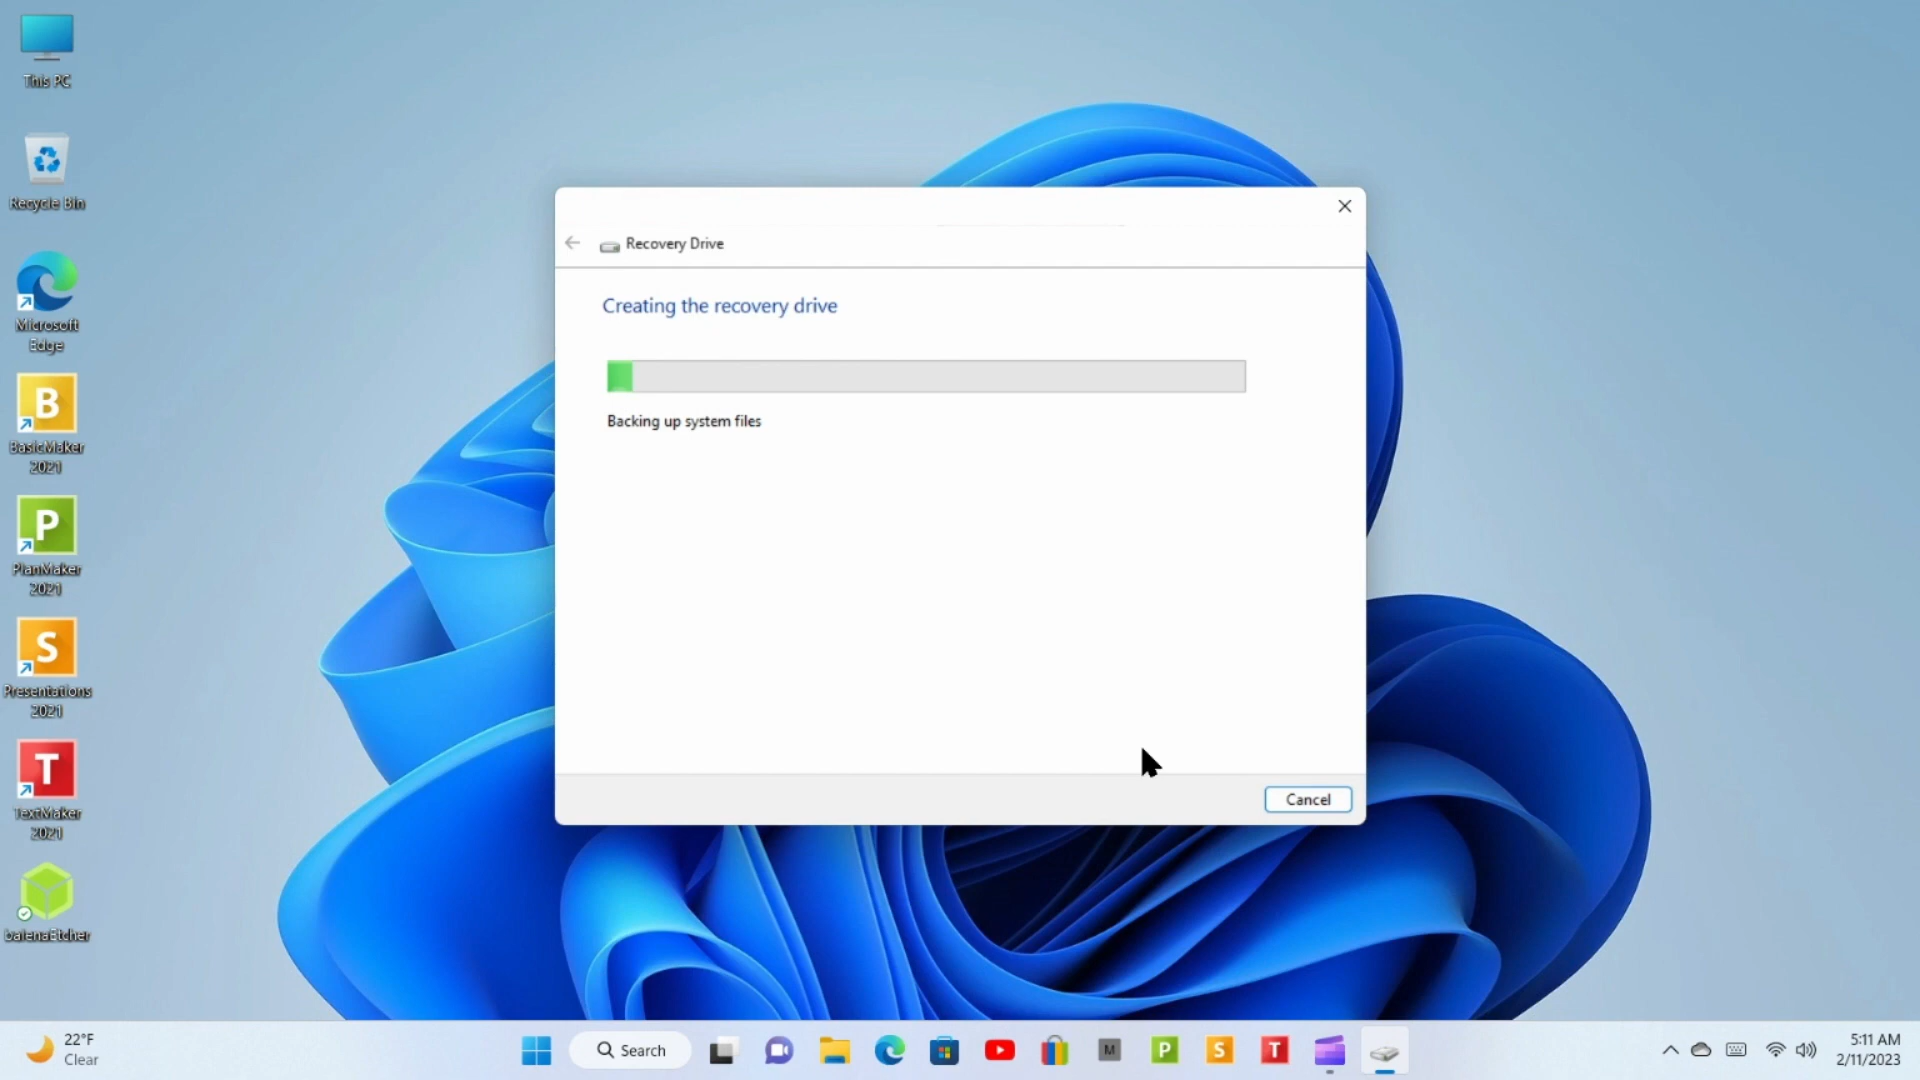 This PC
Recycle Bin
Microsoft
Edge
B
BasicMaker
2021
P
PlanMaker
2021
S
Presentations
2021
T
TextMaker
2021
balenaEtcher
Recovery Drive
Creating the recovery drive
Backing up system files
Cancel
22°F
Clear
Search
M
P
S
T
5:11 AM
2/11/2023